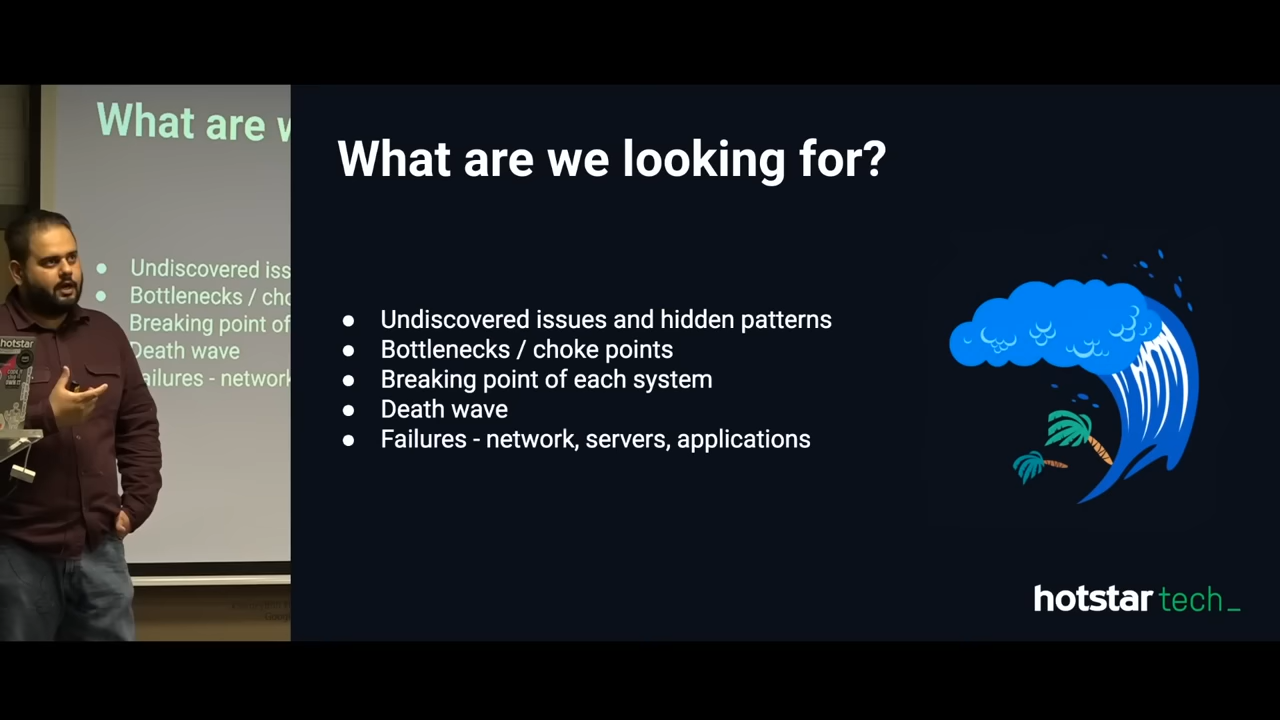 What are w
Undiscovered iss
Bottlenecks / cho
Breaking point of
Death wave
ailures - network
hotstar
What are we looking for?
● Undiscovered issues and hidden patterns
● Bottlenecks / choke points
● Breaking point of each system
● Death wave
● Failures - network, servers, applications
hotstar tech_